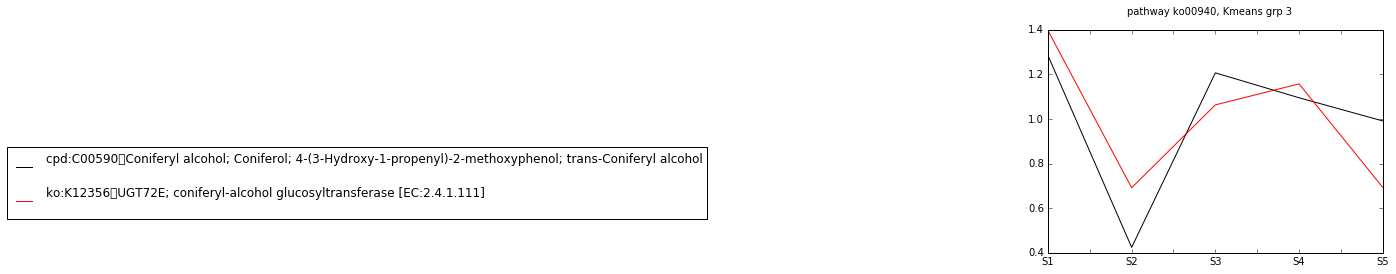 pathway ko00940, Kmeans grp 3
1.4
1.2
1.0
0.8
0.6
0.4
S1 S2 S3 S4 S5
cpd:C00590▯Coniferyl alcohol; Coniferol; 4-(3-Hydroxy-1-propenyl)-2-methoxyphenol; trans-Coniferyl alcohol
ko:K12356▯UGT72E; coniferyl-alcohol glucosyltransferase [EC:2.4.1.111]